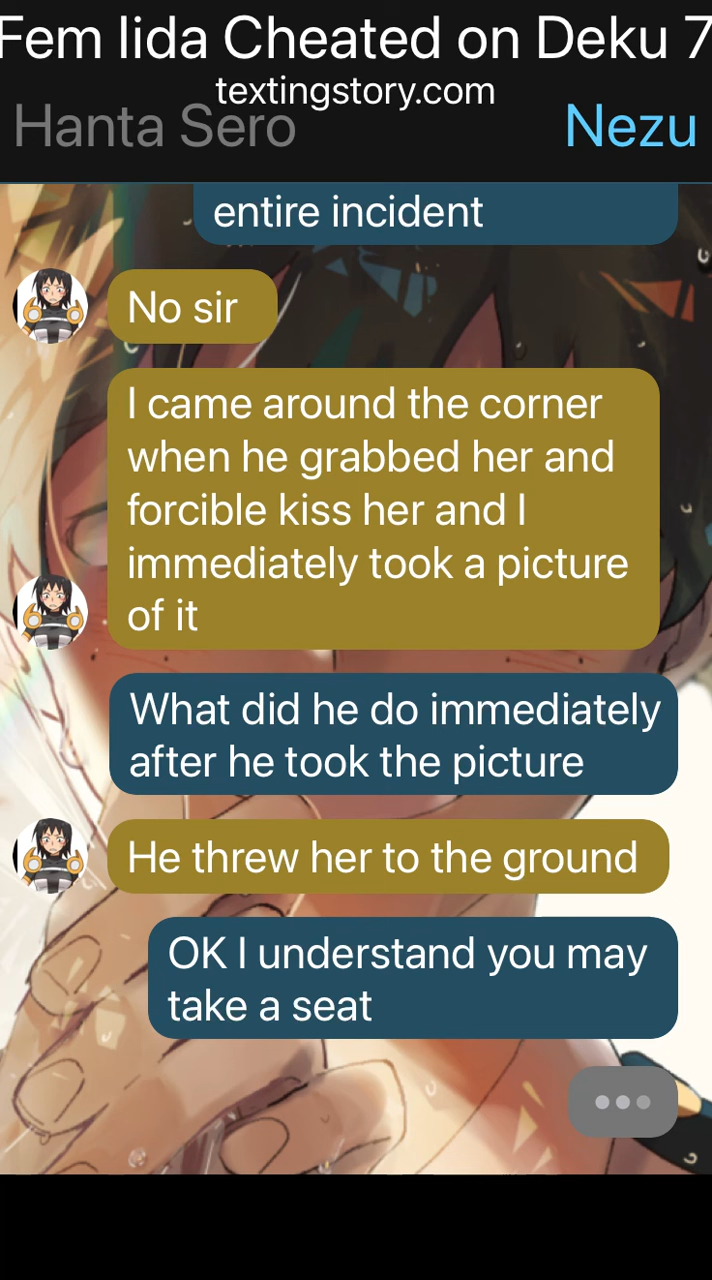 Fem Iida Cheated on Deku 7
textingstory.com
Hanta Sero
Nezu
entire incident
No sir
I came around the corner
when he grabbed her and
forcible kiss her and I
immediately took a picture
of it
What did he do immediately
after he took the picture
He threw her to the ground
OK I understand you may
take a seat